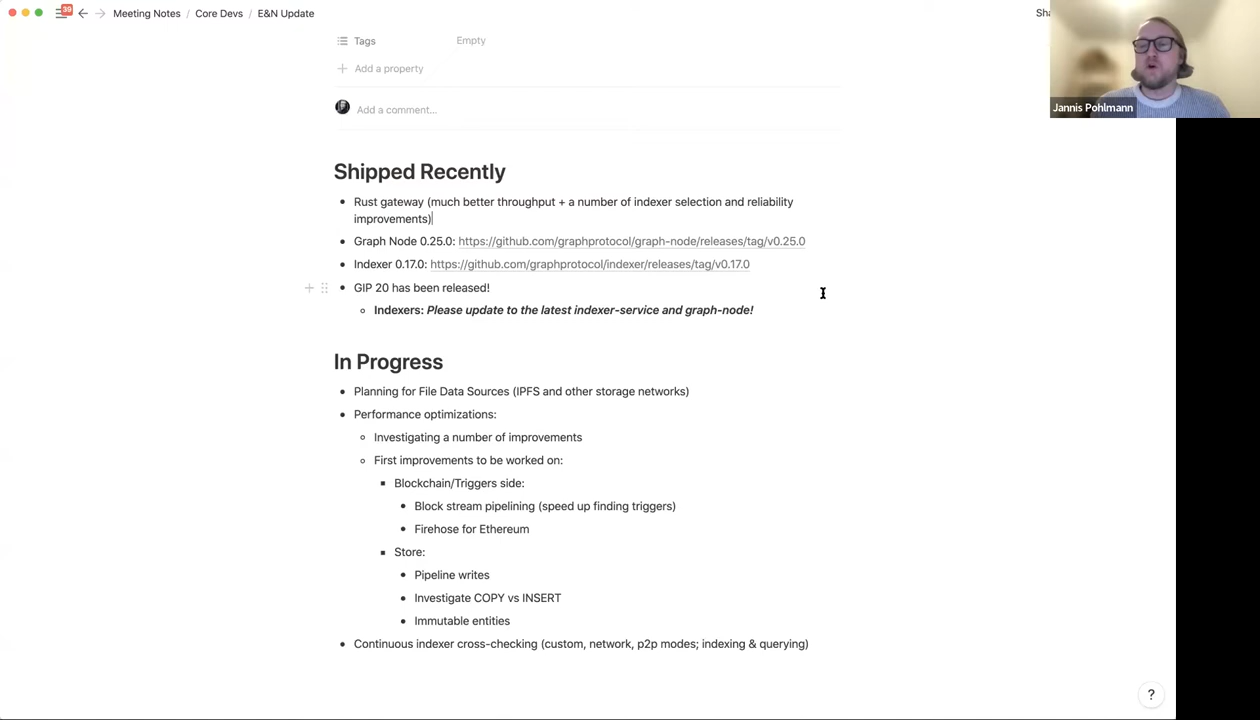 39
Meeting Notes / Core Devs / E&N Update
Sha
Tags Empty
Add a property
Add a comment...
Jannis Pohlmann
Shipped Recently
• Rust gateway (much better throughput + a number of indexer selection and reliability
improvements)
• Graph Node 0.25.0: https://github.com/graphprotocol/graph-node/releases/tag/v0.25.0
• Indexer 0.17.0: https://github.com/graphprotocol/indexer/releases/tag/v0.17.0
• GIP 20 has been released!
◦ Indexers: Please update to the latest indexer-service and graph-node!
In Progress
• Planning for File Data Sources (IPFS and other storage networks)
• Performance optimizations:
◦ Investigating a number of improvements
◦ First improvements to be worked on:
▪ Blockchain/Triggers side:
• Block stream pipelining (speed up finding triggers)
• Firehose for Ethereum
▪ Store:
• Pipeline writes
• Investigate COPY vs INSERT
• Immutable entities
• Continuous indexer cross-checking (custom, network, p2p modes; indexing & querying)
?